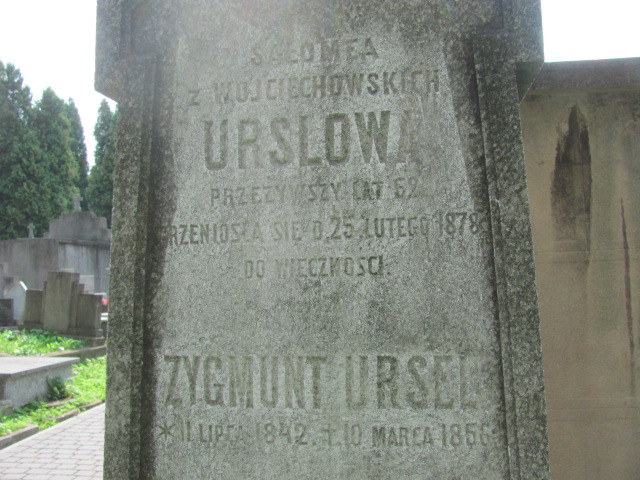 SALOMEA
Z WOJCIECHOWSKICH
URSLOWA
PRZEŻYWSZY LAT 62
PRZENIOSŁA SIĘ D. 25 LUTEGO 1878
DO WIECZNOŚCI.
ZYGMUNT URSEL
* 11 LIPCA 1842. † 10 MARCA 1856